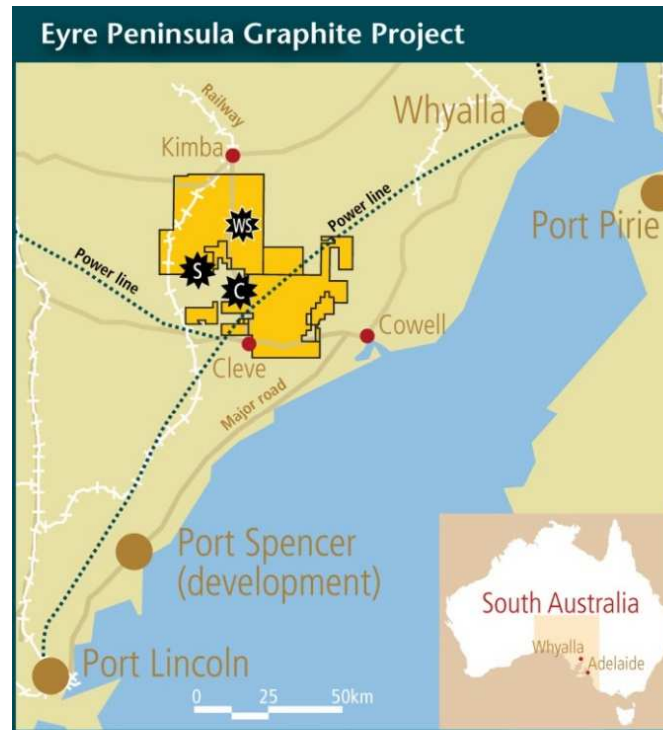 Eyre Peninsula Graphite Project
Railway
Whyalla
Kimba
Power line
WS
Port Pirie
Power line
S
C
Cowell
Cleve
Major road
Port Spencer
(development)
South Australia
Whyalla
Adelaide
Port Lincoln
0 25 50km